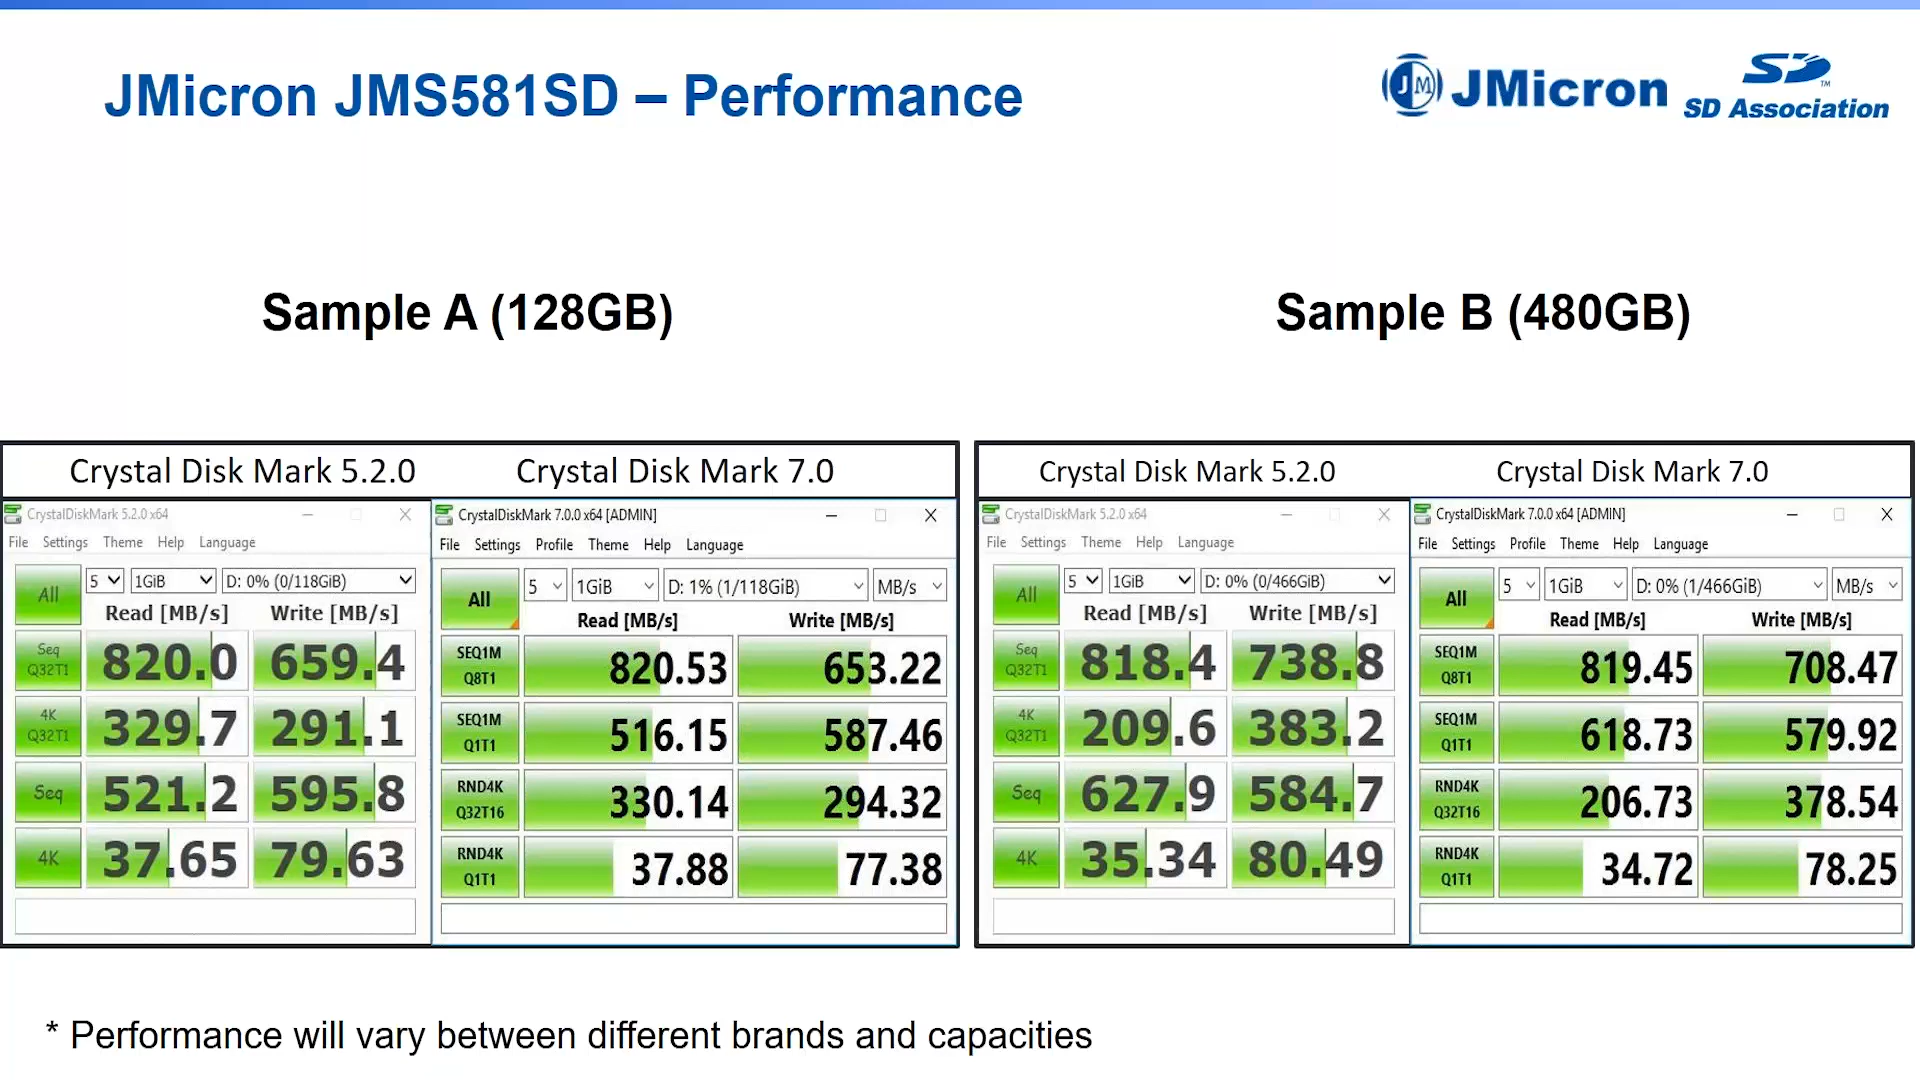 JMicron JMS581SD – Performance
JM JMicron
SD
TM
SD Association
Sample A (128GB)
Sample B (480GB)
Crystal Disk Mark 5.2.0
Crystal Disk Mark 7.0
CrystalDiskMark 5.2.0 x64
File Settings Theme Help Language
All 5 1GiB D: 0% (0/118GiB)
Read [MB/s] Write [MB/s]
Seq
Q32T1
820.0 659.4
4K
Q32T1
329.7 291.1
Seq 521.2 595.8
4K 37.65 79.63
CrystalDiskMark 7.0.0 x64 [ADMIN]
File Settings Profile Theme Help Language
All 5 1GiB D: 1% (1/118GiB) MB/s
Read [MB/s] Write [MB/s]
SEQ1M
Q8T1
820.53 653.22
SEQ1M
Q1T1
516.15 587.46
RND4K
Q32T16
330.14 294.32
RND4K
Q1T1
37.88 77.38
Crystal Disk Mark 5.2.0
Crystal Disk Mark 7.0
CrystalDiskMark 5.2.0 x64
File Settings Theme Help Language
All 5 1GiB D: 0% (0/466GiB)
Read [MB/s] Write [MB/s]
Seq
Q32T1
818.4 738.8
4K
Q32T1
209.6 383.2
Seq 627.9 584.7
4K 35.34 80.49
CrystalDiskMark 7.0.0 x64 [ADMIN]
File Settings Profile Theme Help Language
All 5 1GiB D: 0% (1/466GiB) MB/s
Read [MB/s] Write [MB/s]
SEQ1M
Q8T1
819.45 708.47
SEQ1M
Q1T1
618.73 579.92
RND4K
Q32T16
206.73 378.54
RND4K
Q1T1
34.72 78.25
* Performance will vary between different brands and capacities